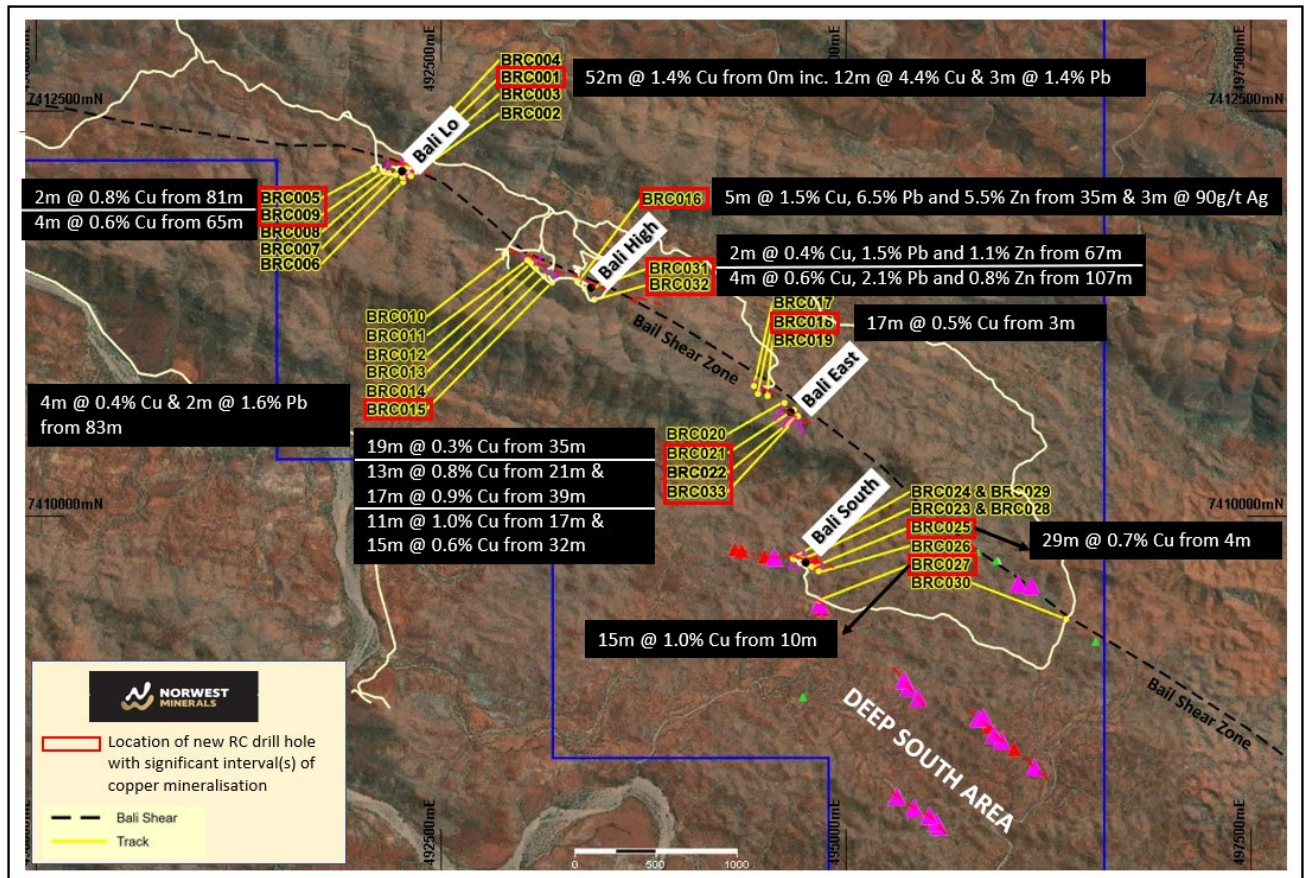 492500mE
497500mE
7412500mN
7412500mN
BRC004
BRC001
BRC003
BRC002
52m @ 1.4% Cu from 0m inc. 12m @ 4.4% Cu & 3m @ 1.4% Pb
Bali Lo
2m @ 0.8% Cu from 81m
4m @ 0.6% Cu from 65m
BRC005
BRC009
BRC008
BRC007
BRC006
BRC016
5m @ 1.5% Cu, 6.5% Pb and 5.5% Zn from 35m & 3m @ 90g/t Ag
Bali High
BRC031
BRC032
2m @ 0.4% Cu, 1.5% Pb and 1.1% Zn from 67m
4m @ 0.6% Cu, 2.1% Pb and 0.8% Zn from 107m
BRC017
BRC018
BRC019
17m @ 0.5% Cu from 3m
Bail Shear Zone
Bali East
BRC010
BRC011
BRC012
BRC013
BRC014
BRC015
4m @ 0.4% Cu & 2m @ 1.6% Pb
from 83m
19m @ 0.3% Cu from 35m
13m @ 0.8% Cu from 21m &
17m @ 0.9% Cu from 39m
11m @ 1.0% Cu from 17m &
15m @ 0.6% Cu from 32m
BRC020
BRC021
BRC022
BRC033
Bali South
7410000mN
BRC024 & BRC029
BRC023 & BRC028
BRC025
BRC026
BRC027
BRC030
29m @ 0.7% Cu from 4m
15m @ 1.0% Cu from 10m
Bail Shear Zone
DEEP SOUTH AREA
NORWEST
MINERALS
Location of new RC drill hole
with significant interval(s) of
copper mineralisation
Bali Shear
Track
492500mE
495000mE
497500mE
0
500
1000